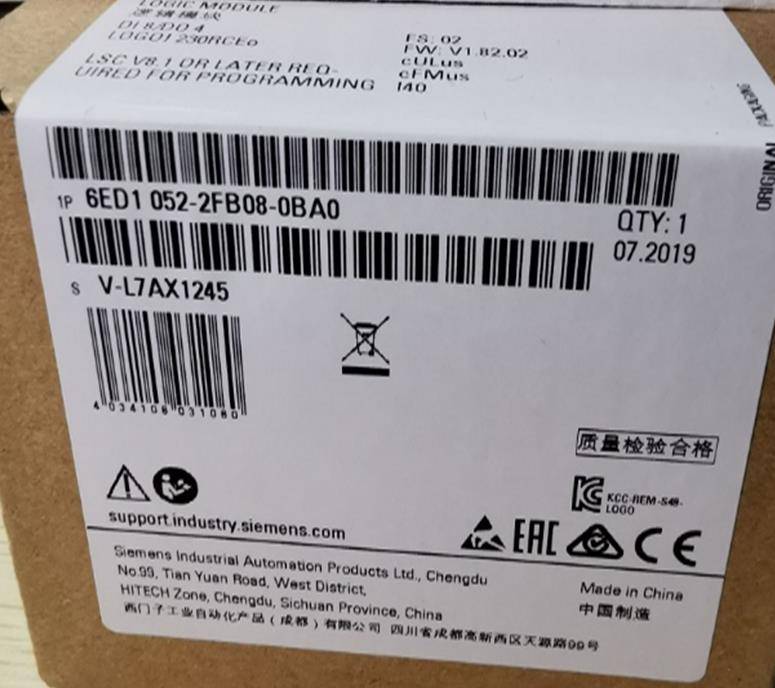 LOGIC MODULE
逻辑模块
DI 8/DO 4
LOGO! 230RCEo
LSC V8.1 OR LATER REQ-
UIRED FOR PROGRAMMING
FS: 02
FW: V1.82.02
cULus
cFMus
I40
PACKAGING
ORIGINAL
1P 6ED1 052-2FB08-0BA0
QTY: 1
07.2019
S V-L7AX1245
4 034106 031080
质量检验合格
KCC-REM-S49-
LOGO
support.industry.siemens.com
EAC
CE
Siemens Industrial Automation Products Ltd., Chengdu
No.99, Tian Yuan Road, West District,
HITECH Zone, Chengdu, Sichuan Province, China
西门子工业自动化产品（成都）有限公司 四川省成都高新西区天源路99号
Made in China
中国制造